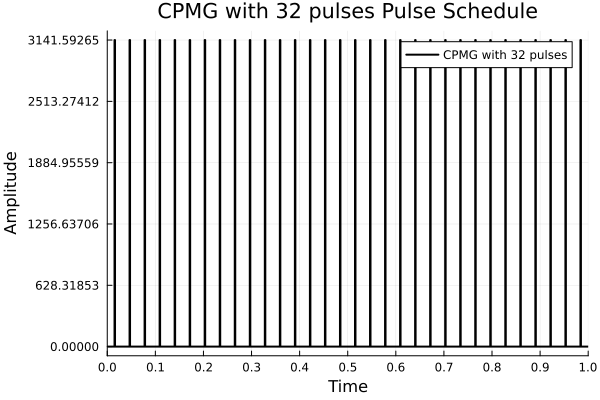 CPMG with 32 pulses Pulse Schedule
3141.59265
CPMG with 32 pulses
2513.27412
1884.95559
1256.63706
628.31853
0.00000
Amplitude
0.0 0.1 0.2 0.3 0.4 0.5 0.6 0.7 0.8 0.9 1.0
Time